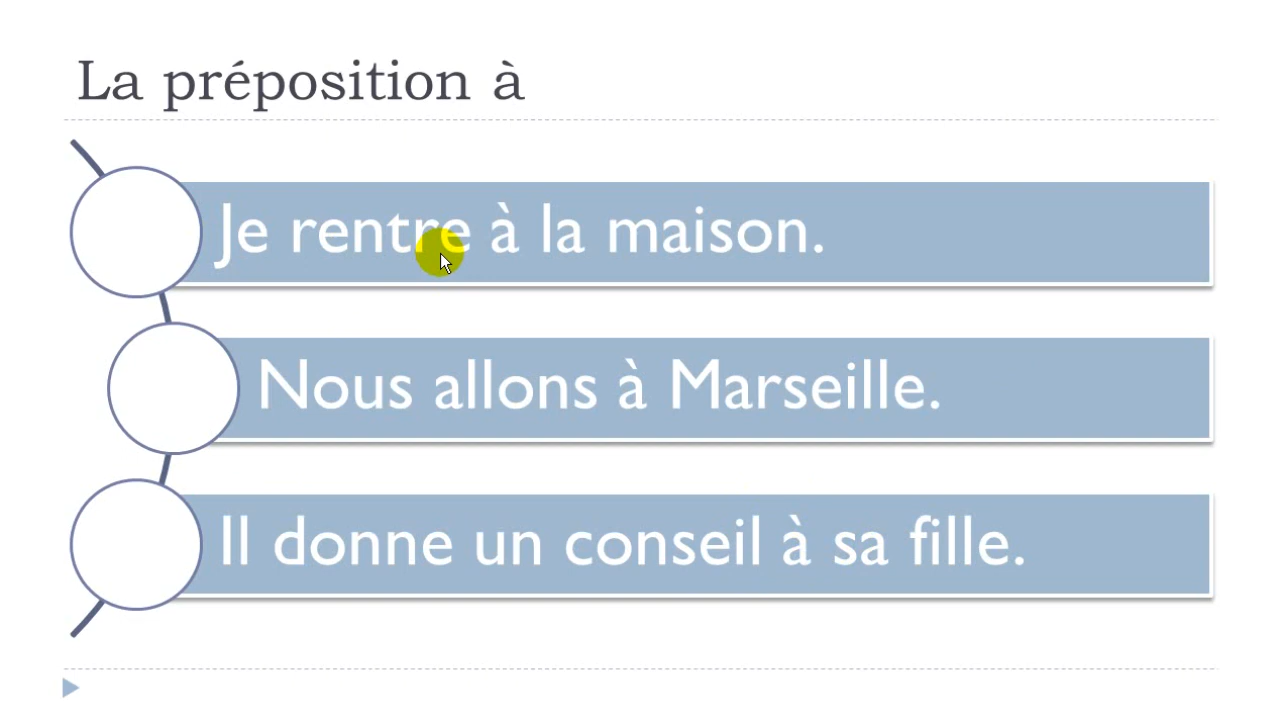 La préposition à
Je rentre à la maison.
Nous allons à Marseille.
Il donne un conseil à sa fille.